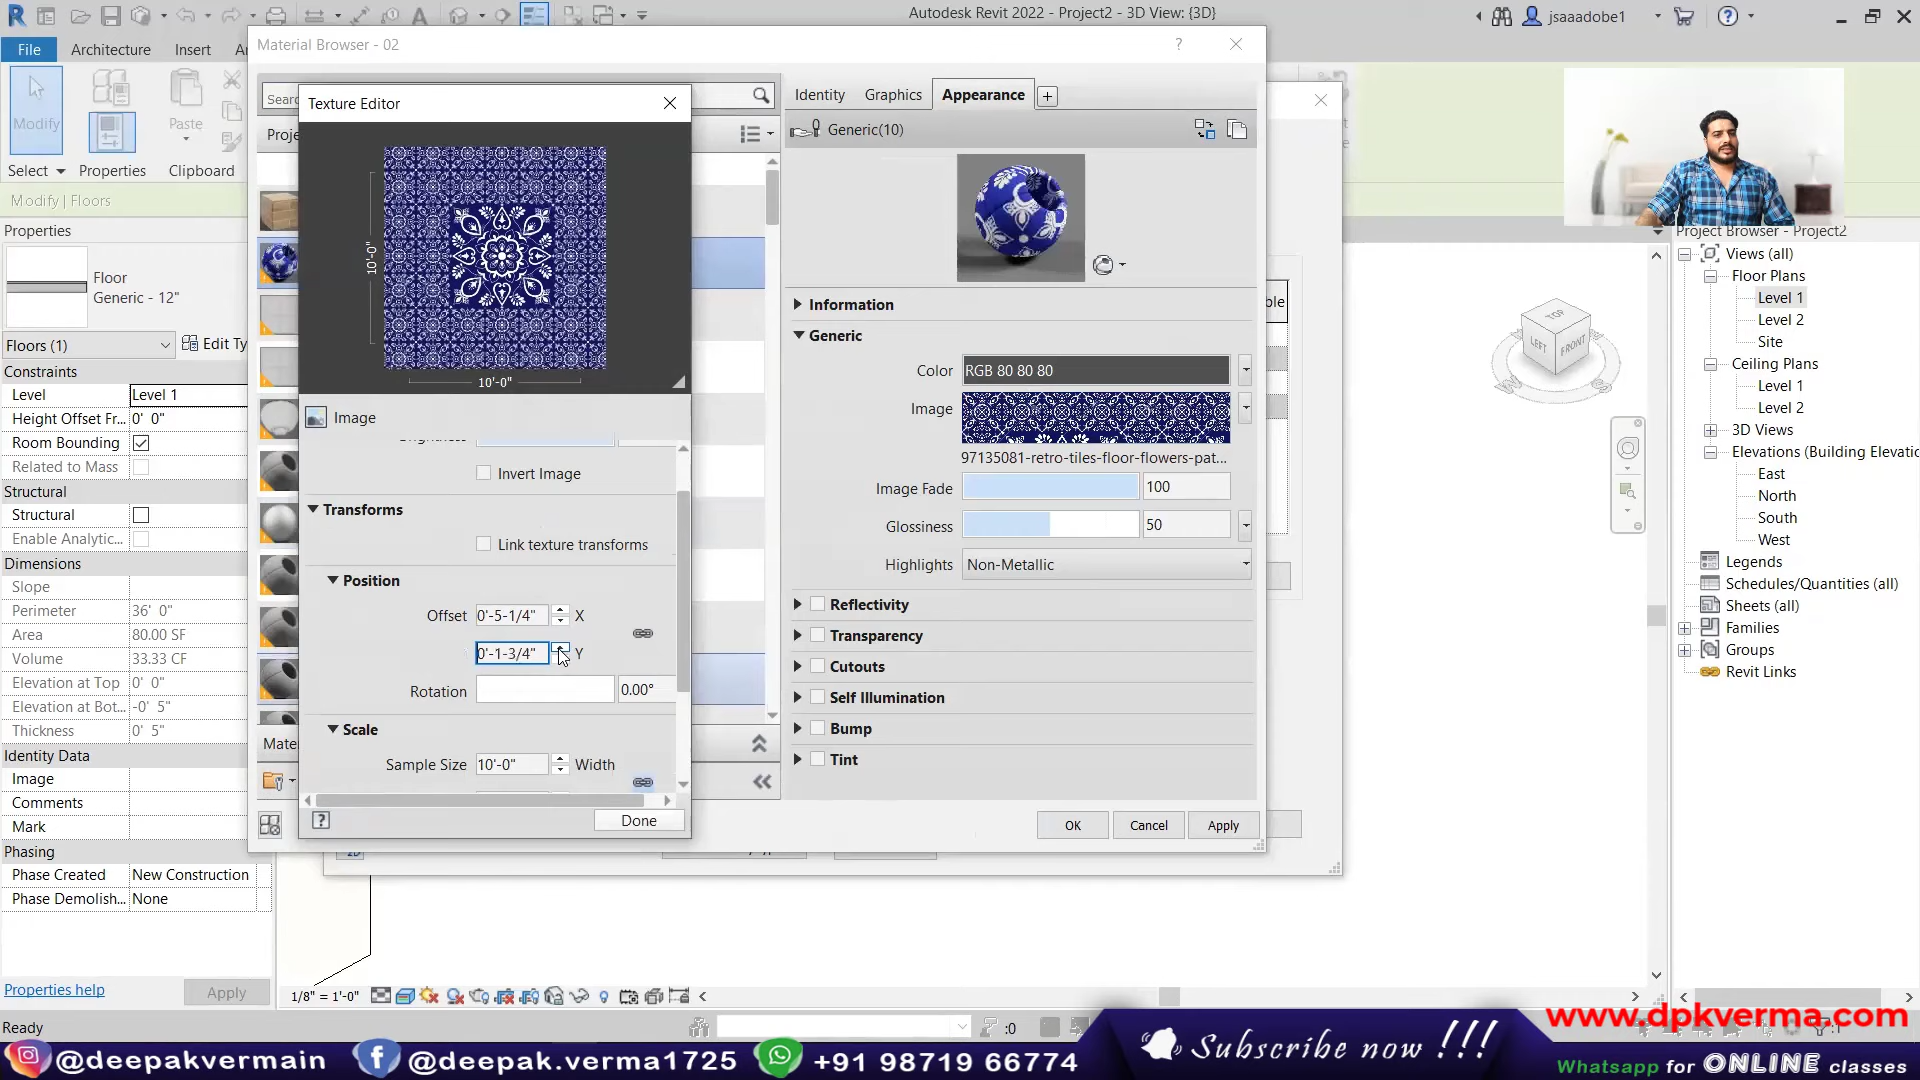 Autodesk Revit 2022 - Project2 - 3D View: {3D}
jsaaadobe1
File
Architecture
Insert
Material Browser - 02
Modify
Paste
Select
Properties
Clipboard
Modify | Floors
Properties
Floor
Generic - 12"
Floors (1)
Edit Ty
Constraints
Level
Level 1
Height Offset Fr...
0' 0"
Room Bounding
Related to Mass
Structural
Structural
Enable Analytic...
Dimensions
Slope
Perimeter
36' 0"
Area
80.00 SF
Volume
33.33 CF
Elevation at Top
0' 0"
Elevation at Bot...
-0' 5"
Thickness
0' 5"
Identity Data
Image
Comments
Mark
Phasing
Phase Created
New Construction
Phase Demolish...
None
Properties help
Apply
Ready
Texture Editor
10'-0"
10'-0"
Image
Invert Image
Transforms
Link texture transforms
Position
Offset
0'-5-1/4"
X
0'-1-3/4"
Y
Rotation
0.00°
Scale
Sample Size
10'-0"
Width
Done
Identity
Graphics
Appearance
Generic(10)
Information
Generic
Color
RGB 80 80 80
Image
97135081-retro-tiles-floor-flowers-pat...
Image Fade
100
Glossiness
50
Highlights
Non-Metallic
Reflectivity
Transparency
Cutouts
Self Illumination
Bump
Tint
OK
Cancel
Apply
TOP
LEFT
FRONT
W
S
Project Browser - Project2
Views (all)
Floor Plans
Level 1
Level 2
Site
Ceiling Plans
Level 1
Level 2
3D Views
Elevations (Building Elevatio
East
North
South
West
Legends
Schedules/Quantities (all)
Sheets (all)
Families
Groups
Revit Links
1/8" = 1'-0"
:0
www.dpkverma.com
@deepakvermain
@deepak.verma1725
+91 98719 66774
Subscribe now !!!
Whatsapp for ONLINE classes